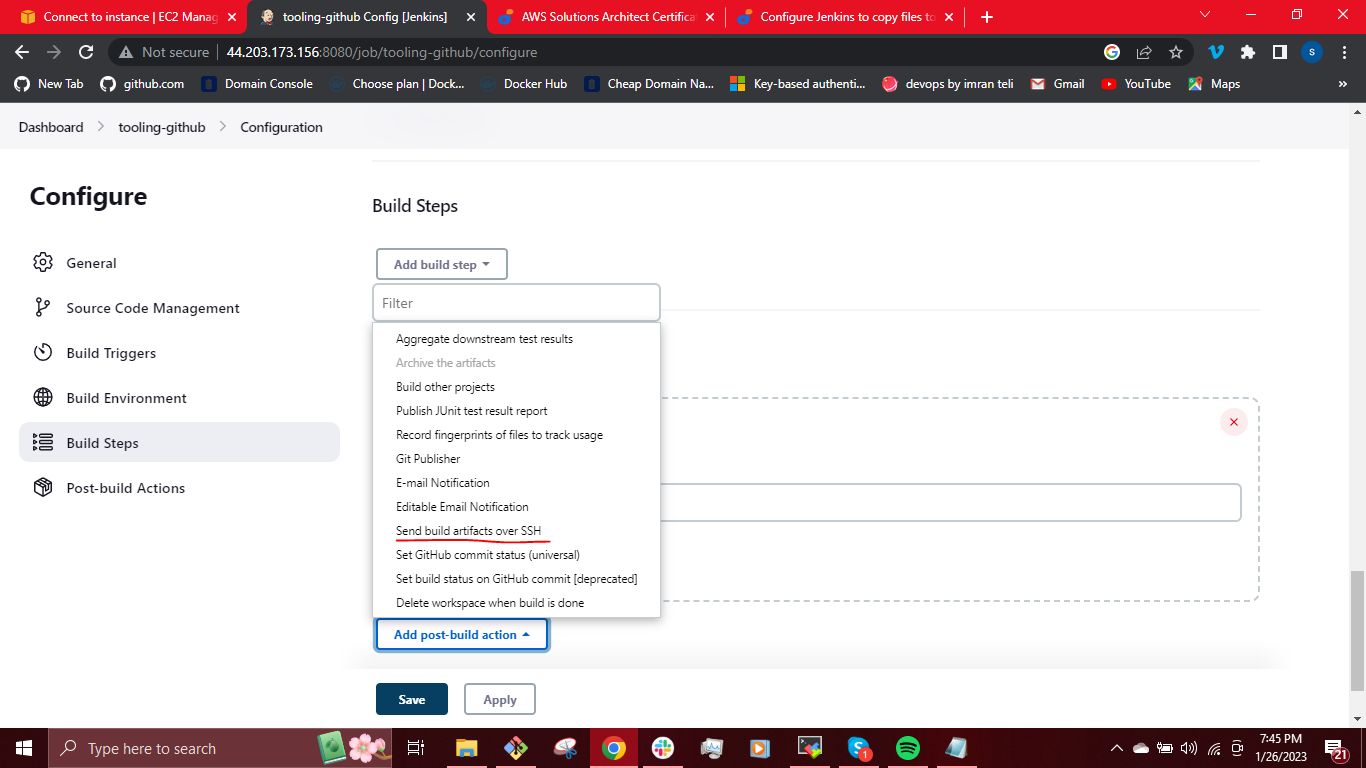 Connect to instance | EC2 Manag
tooling-github Config [Jenkins]
AWS Solutions Architect Certifica
Configure Jenkins to copy files to
Not secure
44.203.173.156:8080/job/tooling-github/configure
S
New Tab
github.com
Domain Console
Choose plan | Dock...
Docker Hub
Cheap Domain Na...
Key-based authenti...
devops by imran teli
Gmail
YouTube
Maps
»
Dashboard
tooling-github
Configuration
Configure
General
Source Code Management
Build Triggers
Build Environment
Build Steps
Post-build Actions
Build Steps
Add build step
Filter
Aggregate downstream test results
Archive the artifacts
Build other projects
Publish JUnit test result report
Record fingerprints of files to track usage
Git Publisher
E-mail Notification
Editable Email Notification
Send build artifacts over SSH
Set GitHub commit status (universal)
Set build status on GitHub commit [deprecated]
Delete workspace when build is done
Add post-build action
Save
Apply
Type here to search
1
7:45 PM
1/26/2023
21